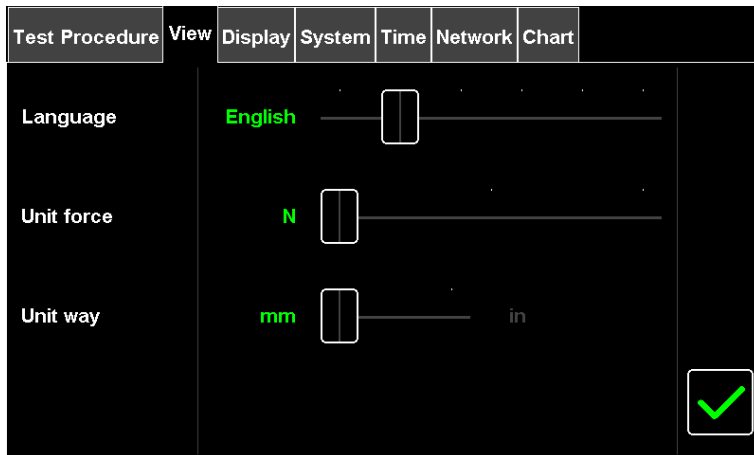 Test Procedure View Display System Time Network Chart
Language English
Unit force N
Unit way mm in